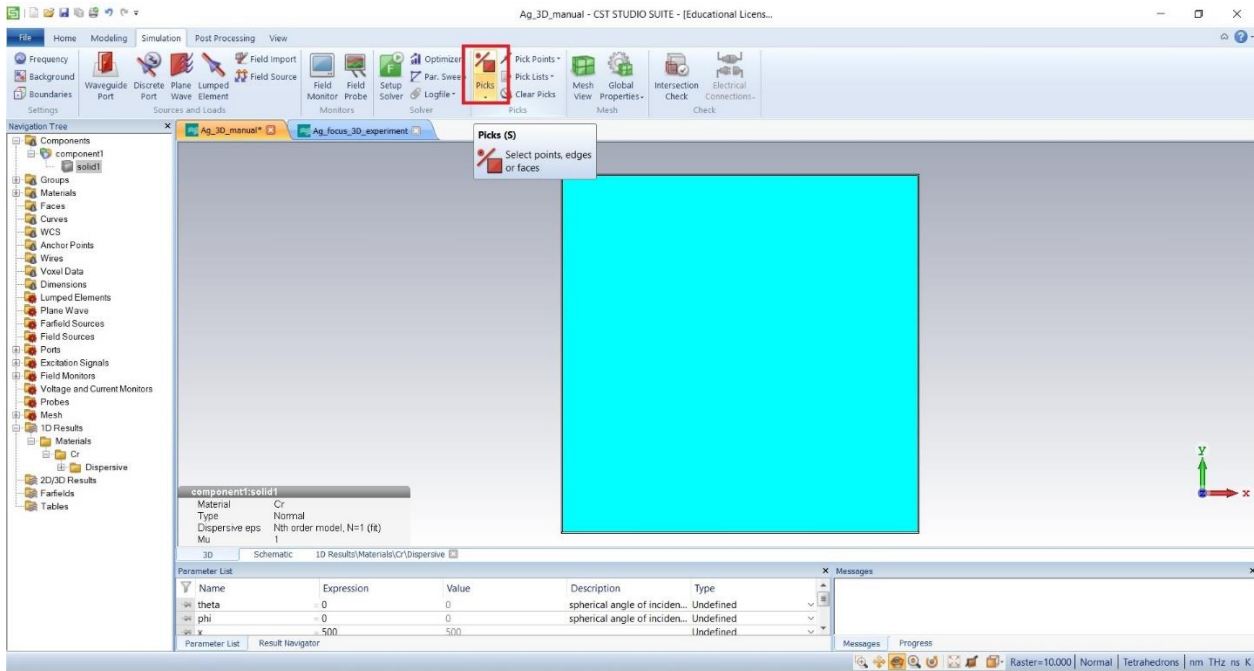 Ag_3D_manual - CST STUDIO SUITE - [Educational Licens...
File Home Modeling Simulation Post Processing View
Frequency
Background
Boundaries
Settings
Waveguide Port
Discrete Port
Plane Wave
Lumped Element
Field Import
Field Source
Sources and Loads
Field Monitor
Field Probe
Monitors
Setup Solver
Optimizer
Par. Sweep
Logfile
Solver
Picks
Pick Points
Pick Lists
Clear Picks
Picks
Mesh View
Global Properties
Mesh
Intersection Check
Electrical Connections
Check
Navigation Tree
Ag_3D_manual*
Ag_focus_3D_experiment
Picks (S)
Select points, edges
or faces
Components
component1
solid1
Groups
Materials
Faces
Curves
WCS
Anchor Points
Wires
Voxel Data
Dimensions
Lumped Elements
Plane Wave
Farfield Sources
Field Sources
Ports
Excitation Signals
Field Monitors
Voltage and Current Monitors
Probes
Mesh
1D Results
Materials
Cr
Dispersive
2D/3D Results
Farfields
Tables
component1:solid1
Material Cr
Type Normal
Dispersive eps Nth order model, N=1 (fit)
Mu 1
y
x
3D Schematic 1D Results\Materials\Cr\Dispersive
Parameter List
Name Expression Value Description Type
theta = 0 0 spherical angle of inciden... Undefined
phi = 0 0 spherical angle of inciden... Undefined
x = 500 500 Undefined
Parameter List Result Navigator
Messages
Messages Progress
Raster=10.000 Normal Tetrahedrons nm THz ns K